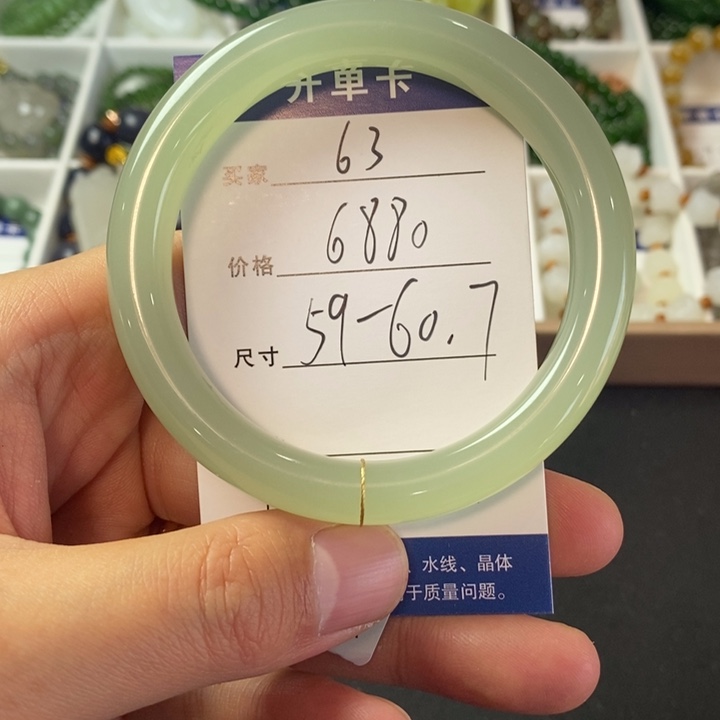 开单卡
买家 63
价格 6880
尺寸 59-60.7
、水线、晶体
于质量问题。